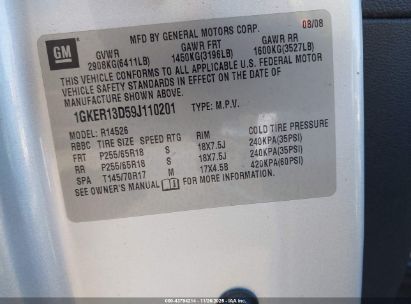 MFD BY GENERAL MOTORS CORP. 08/08
GM
GVWR GAWR FRT GAWR RR
2908KG(6411LB) 1450KG(3196LB) 1600KG(3527LB)
THIS VEHICLE CONFORMS TO ALL APPLICABLE U.S. FEDERAL MOTOR
VEHICLE SAFETY STANDARDS IN EFFECT ON THE DATE OF
MANUFACTURE SHOWN ABOVE.
1GKER13D59J110201 TYPE: M.P.V.
MODEL: R14526
RBBC TIRE SIZE SPEED RTG RIM COLD TIRE PRESSURE
FRT P255/65R18 S 18X7.5J 240KPA(35PSI)
RR P255/65R18 S 18X7.5J 240KPA(35PSI)
SPA T145/70R17 M 17X4.5B 420KPA(60PSI)
SEE OWNER'S MANUAL FOR MORE INFORMATION.